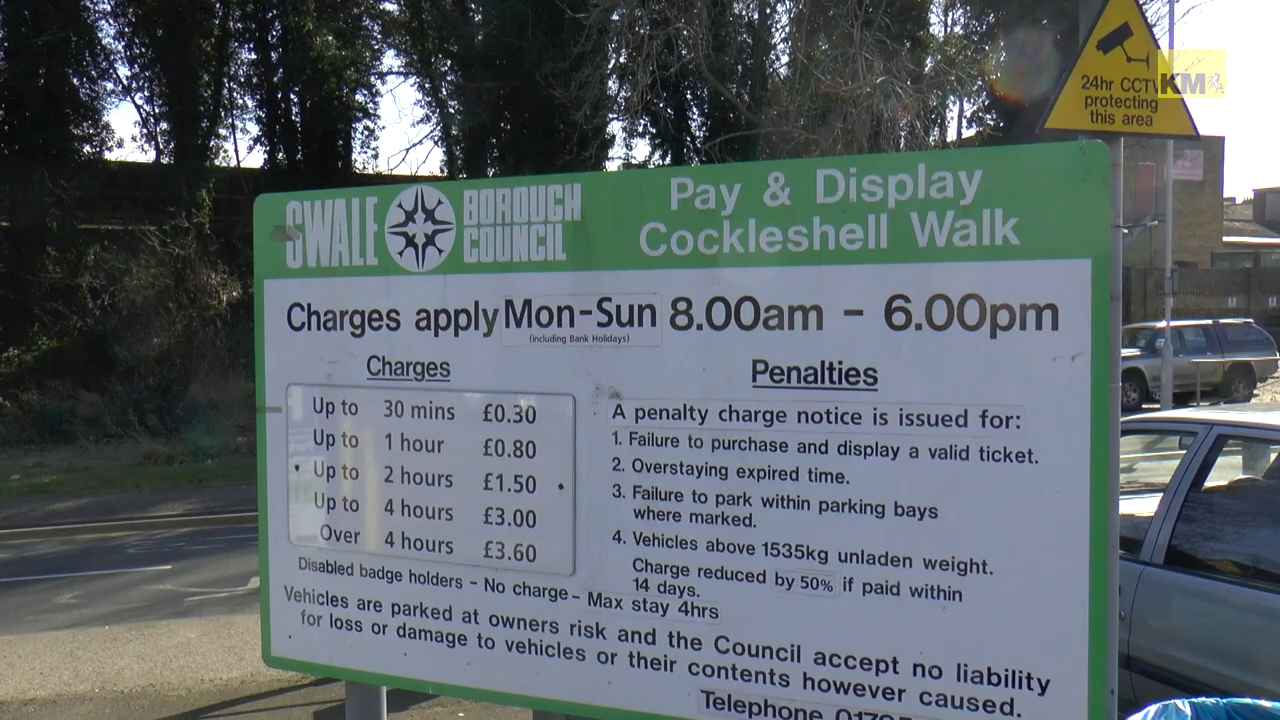 24hr CCTV
protecting
this area
KM
SWALE BOROUGH COUNCIL
Pay & Display
Cockleshell Walk
Charges apply Mon-Sun 8.00am - 6.00pm
(including Bank Holidays)
Charges
Up to 30 mins £0.30
Up to 1 hour £0.80
Up to 2 hours £1.50
Up to 4 hours £3.00
Over 4 hours £3.60
Penalties
A penalty charge notice is issued for:
1. Failure to purchase and display a valid ticket.
2. Overstaying expired time.
3. Failure to park within parking bays
where marked.
4. Vehicles above 1535kg unladen weight.
Charge reduced by 50% if paid within
14 days.
Disabled badge holders - No charge - Max stay 4hrs
Vehicles are parked at owners risk and the Council accept no liability
for loss or damage to vehicles or their contents however caused.
Telephone